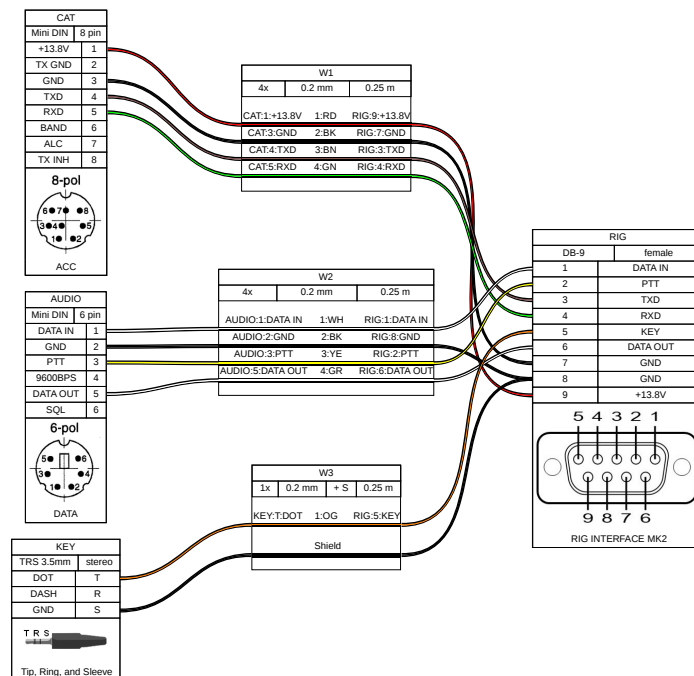 CAT
Mini DIN 8 pin
+13.8V 1
TX GND 2
GND 3
TXD 4
RXD 5
BAND 6
ALC 7
TX INH 8
8-pol
6 7 8
3 4 5
1 2
ACC
W1
4x 0.2 mm 0.25 m
CAT:1:+13.8V 1:RD RIG:9:+13.8V
CAT:3:GND 2:BK RIG:7:GND
CAT:4:TXD 3:BN RIG:3:TXD
CAT:5:RXD 4:GN RIG:4:RXD
AUDIO
Mini DIN 6 pin
DATA IN 1
GND 2
PTT 3
9600BPS 4
DATA OUT 5
SQL 6
6-pol
5 6
3 4
1 2
DATA
W2
4x 0.2 mm 0.25 m
AUDIO:1:DATA IN 1:WH RIG:1:DATA IN
AUDIO:2:GND 2:BK RIG:8:GND
AUDIO:3:PTT 3:YE RIG:2:PTT
AUDIO:5:DATA OUT 4:GR RIG:6:DATA OUT
KEY
TRS 3.5mm stereo
DOT T
DASH R
GND S
T R S
Tip, Ring, and Sleeve
W3
1x 0.2 mm + S 0.25 m
KEY:T:DOT 1:OG RIG:5:KEY
Shield
RIG
DB-9 female
1 DATA IN
2 PTT
3 TXD
4 RXD
5 KEY
6 DATA OUT
7 GND
8 GND
9 +13.8V
5 4 3 2 1
9 8 7 6
RIG INTERFACE MK2